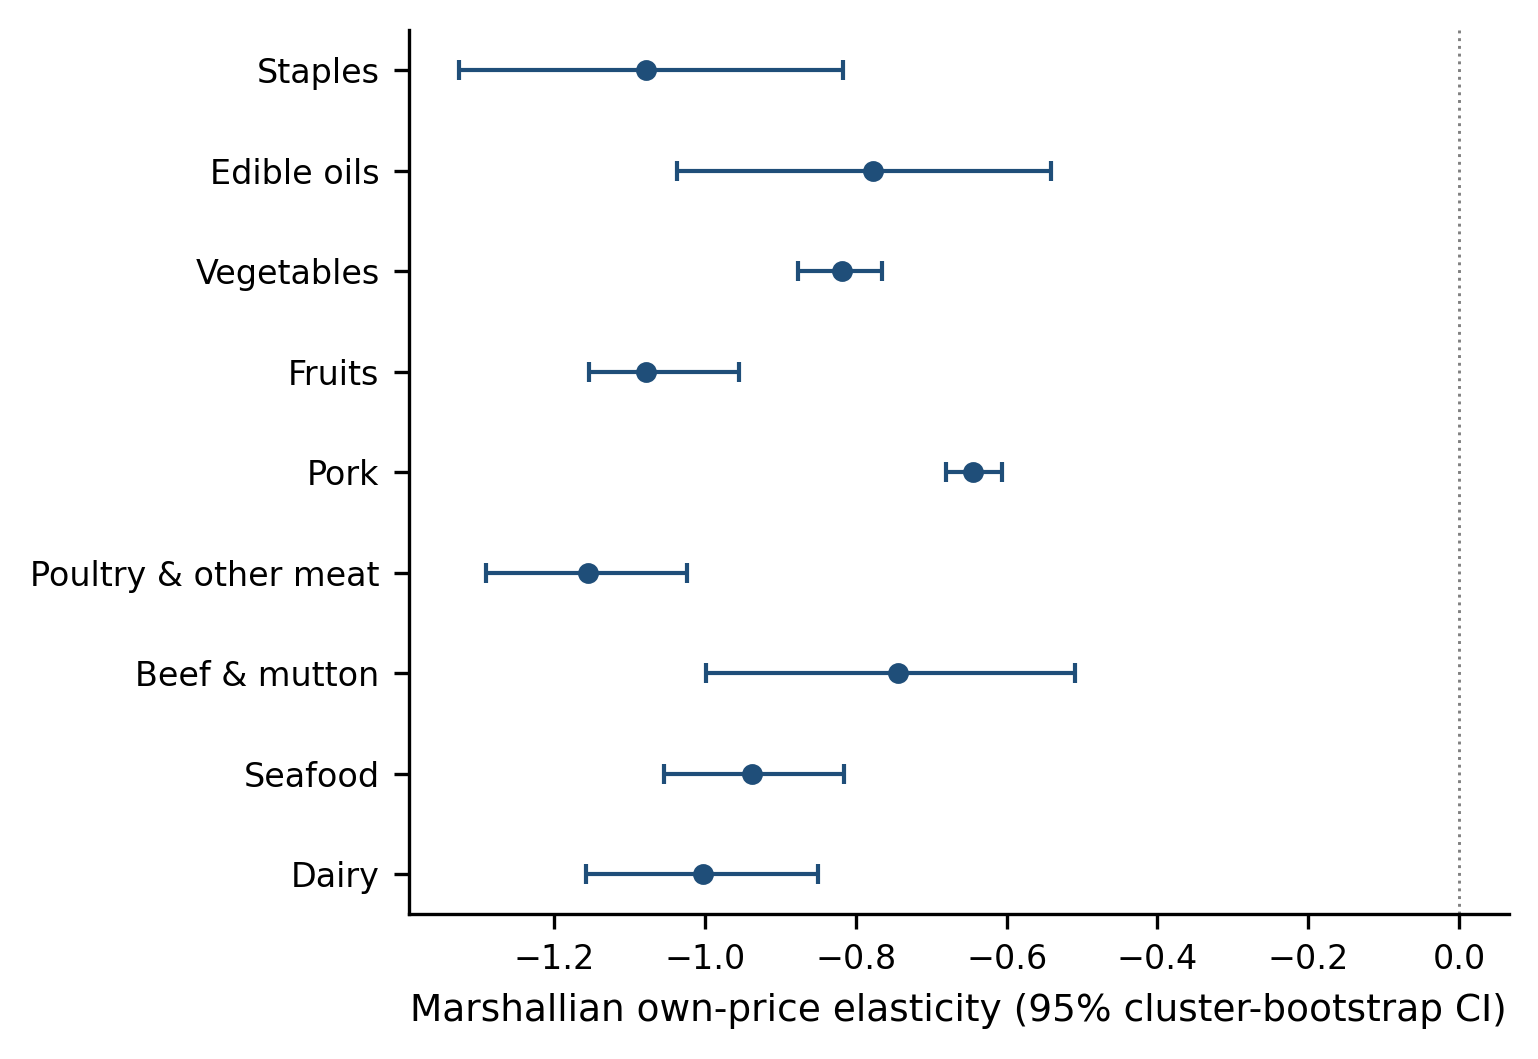 Staples
Edible oils
Vegetables
Fruits
Pork
Poultry & other meat
Beef & mutton
Seafood
Dairy
−1.2 −1.0 −0.8 −0.6 −0.4 −0.2 0.0
Marshallian own-price elasticity (95% cluster-bootstrap CI)